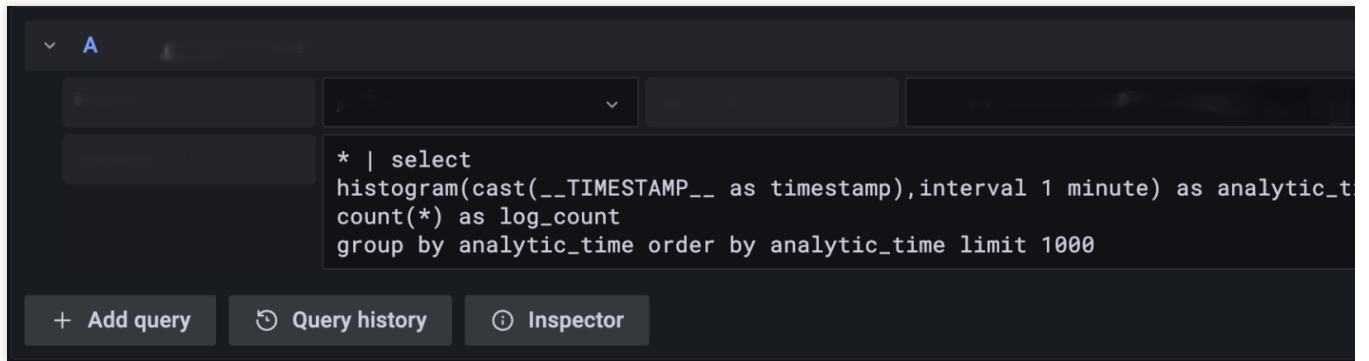 A
* | select
histogram(cast(__TIMESTAMP__ as timestamp),interval 1 minute) as
count(*) as log_count
group by analytic_time order by analytic_time limit 1000
+ Add query Query history Inspector